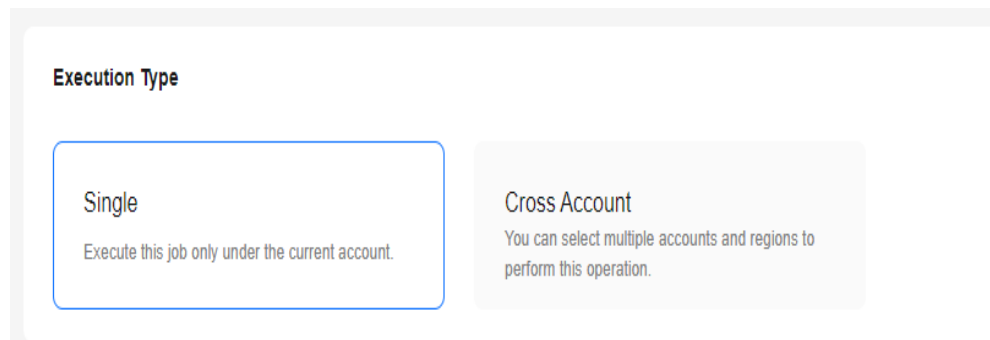 Execution Type
Single
Execute this job only under the current account.
Cross Account
You can select multiple accounts and regions to
perform this operation.